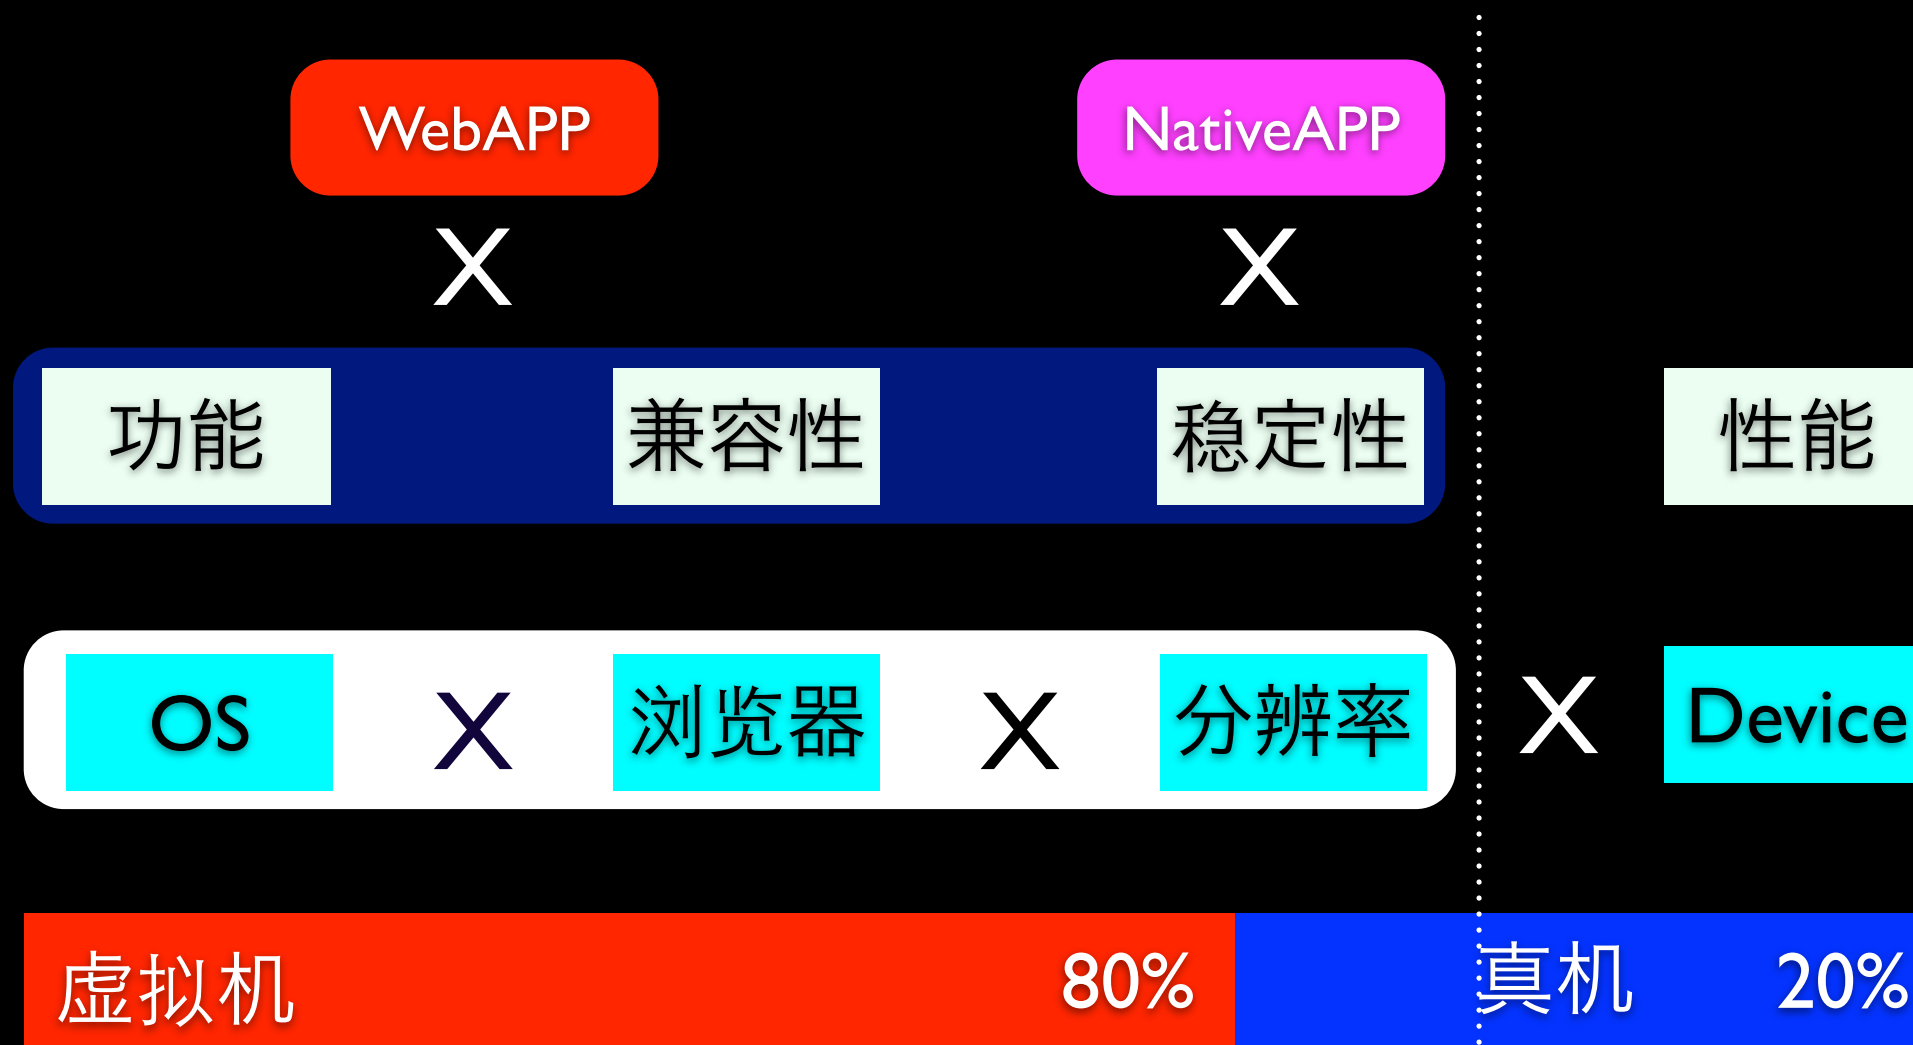 WebAPP NativeAPP
X X
功能 兼容性 稳定性 性能
OS X 浏览器 X 分辨率 X Device
虚拟机 80% 真机 20%